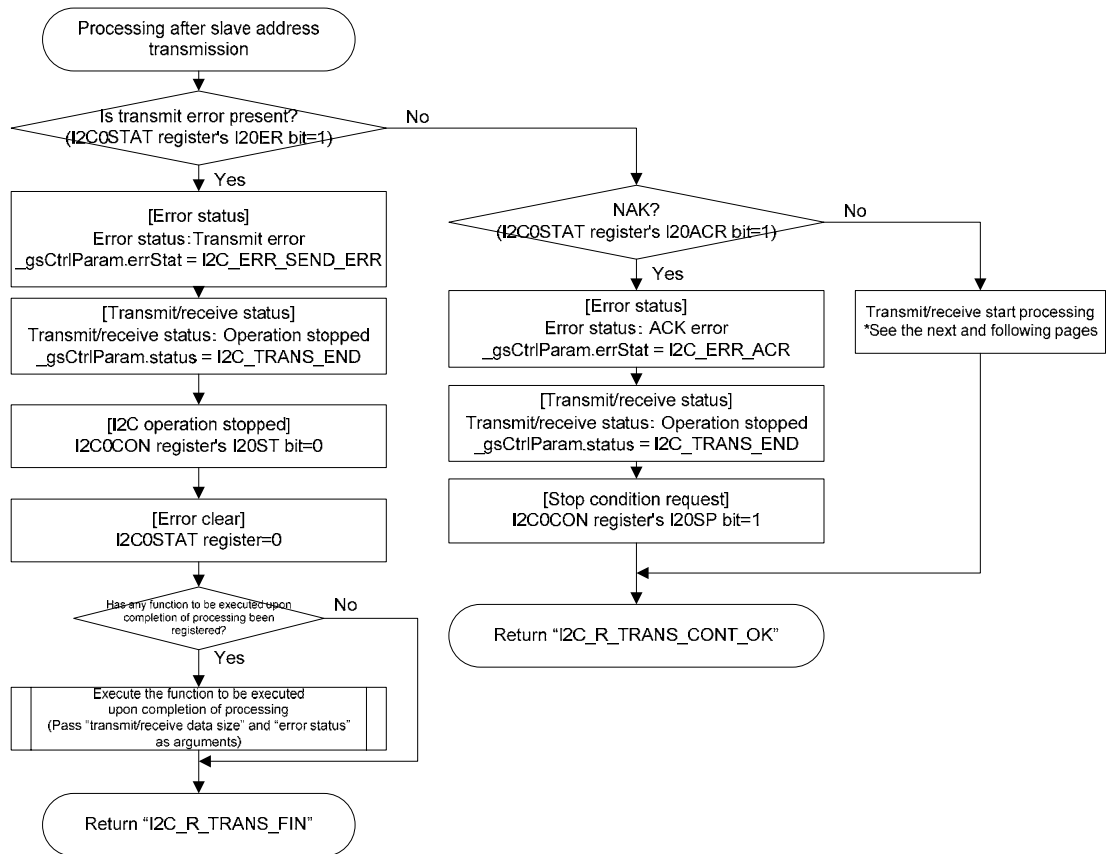 Processing after slave address
transmission
Is transmit error present?
(I2C0STAT register's I20ER bit=1)
No
Yes
[Error status]
Error status:Transmit error
_gsCtrlParam.errStat = I2C_ERR_SEND_ERR
[Transmit/receive status]
Transmit/receive status: Operation stopped
_gsCtrlParam.status = I2C_TRANS_END
[I2C operation stopped]
I2C0CON register's I20ST bit=0
[Error clear]
I2C0STAT register=0
Has any function to be executed upon
completion of processing been
registered?
No
Yes
Execute the function to be executed
upon completion of processing
(Pass “transmit/receive data size” and “error status”
as arguments)
Return “I2C_R_TRANS_FIN”
NAK?
(I2C0STAT register's I20ACR bit=1)
No
Yes
[Error status]
Error status: ACK error
_gsCtrlParam.errStat = I2C_ERR_ACR
[Transmit/receive status]
Transmit/receive status: Operation stopped
_gsCtrlParam.status = I2C_TRANS_END
[Stop condition request]
I2C0CON register's I20SP bit=1
Return “I2C_R_TRANS_CONT_OK”
Transmit/receive start processing
*See the next and following pages